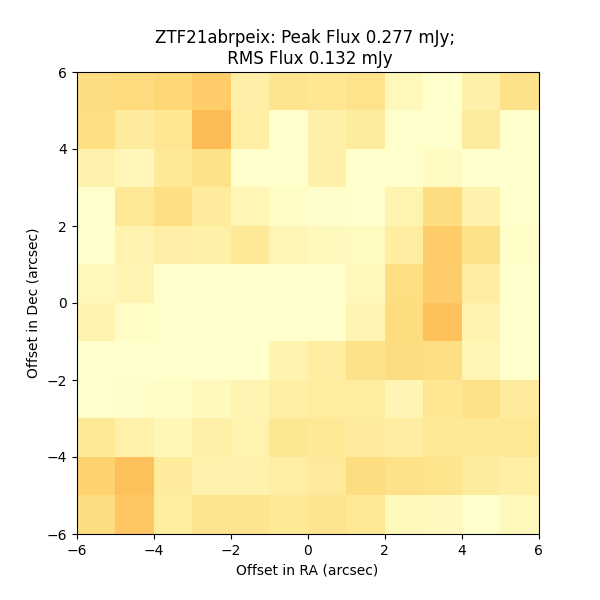 ZTF21abrpeix: Peak Flux 0.277 mJy;
RMS Flux 0.132 mJy
6
4
2
0
−2
−4
−6
Offset in Dec (arcsec)
−6 −4 −2 0 2 4 6
Offset in RA (arcsec)